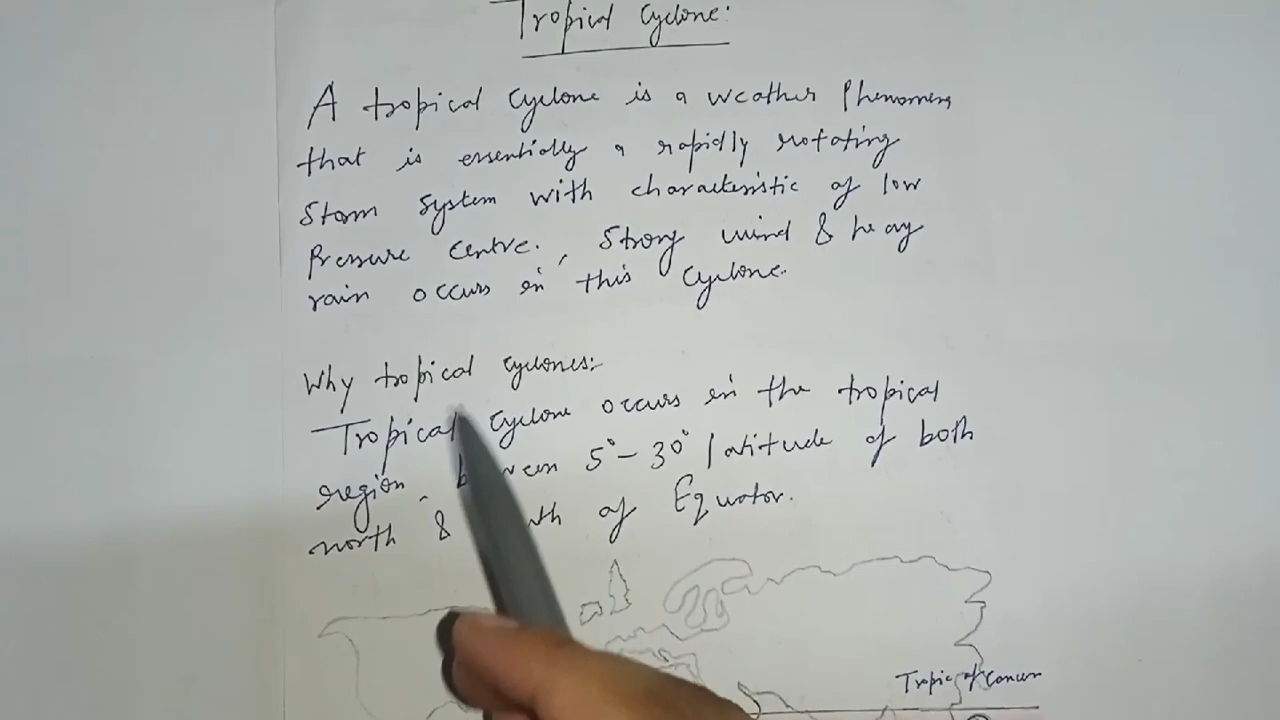 Tropical Cyclone:
A tropical cyclone is a weather Phenomena
that is essentially a rapidly rotating
Storm System with characteristic of low
Pressure Centre. , Strong wind & heavy
rain occurs in this Cyclone.
Why tropical cyclones:
Tropical Cyclone occurs in the tropical
region, 5° - 30° latitude of both
north & of Equator.
Tropic of Cancer